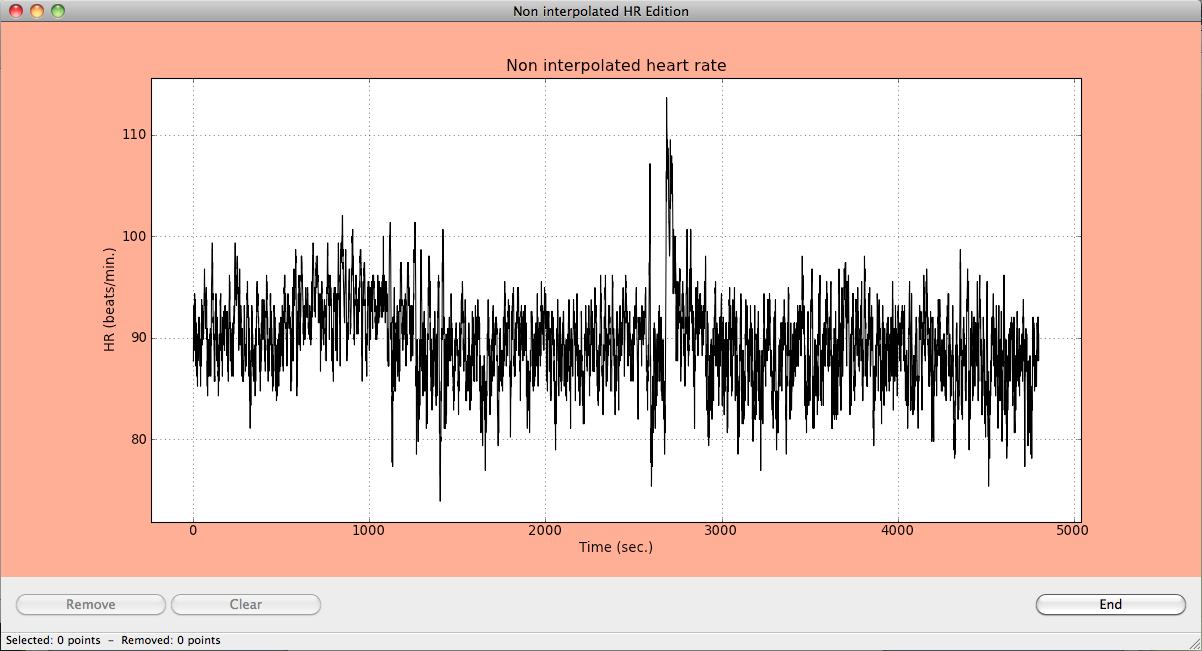 Non interpolated HR Edition
Non interpolated heart rate
110
100
90
80
HR (beats/min.)
0 1000 2000 3000 4000 5000
Time (sec.)
Remove Clear End
Selected: 0 points – Removed: 0 points